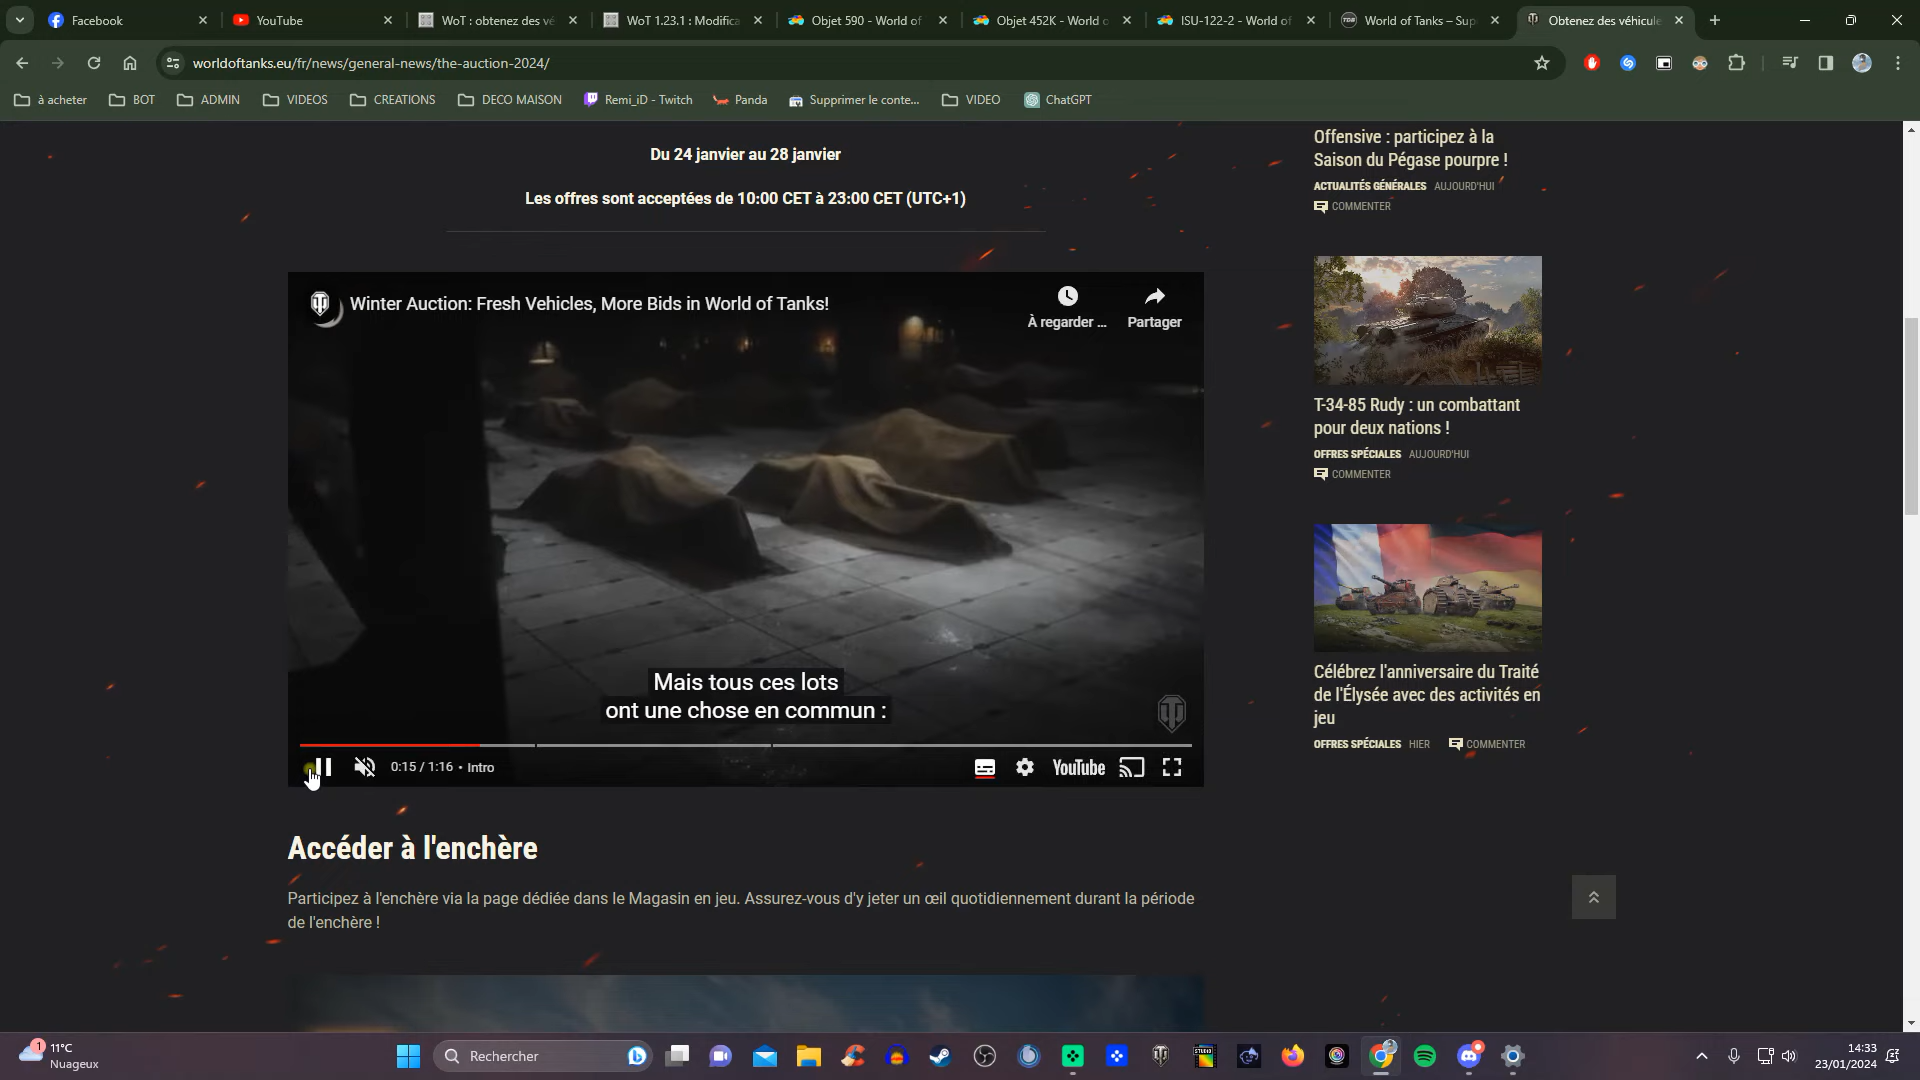 Facebook
YouTube
WoT : obtenez des vé
WoT 1.23.1 : Modifica
Objet 590 - World of
Objet 452K - World o
ISU-122-2 - World of
World of Tanks – Sup
Obtenez des véhicule
worldoftanks.eu/fr/news/general-news/the-auction-2024/
à acheter
BOT
ADMIN
VIDEOS
CREATIONS
DECO MAISON
Remi_iD - Twitch
Panda
Supprimer le conte...
VIDEO
ChatGPT
Du 24 janvier au 28 janvier
Les offres sont acceptées de 10:00 CET à 23:00 CET (UTC+1)
Winter Auction: Fresh Vehicles, More Bids in World of Tanks!
À regarder ...
Partager
Mais tous ces lots
ont une chose en commun :
0:15 / 1:16 • Intro
YouTube
Accéder à l'enchère
Participez à l'enchère via la page dédiée dans le Magasin en jeu. Assurez-vous d'y jeter un œil quotidiennement durant la période
de l'enchère !
Offensive : participez à la
Saison du Pégase pourpre !
ACTUALITÉS GÉNÉRALES AUJOURD'HUI
COMMENTER
T-34-85 Rudy : un combattant
pour deux nations !
OFFRES SPÉCIALES AUJOURD'HUI
COMMENTER
Célébrez l'anniversaire du Traité
de l'Élysée avec des activités en
jeu
OFFRES SPÉCIALES HIER COMMENTER
1
11°C
Nuageux
Rechercher
STUDIO
14:33
23/01/2024